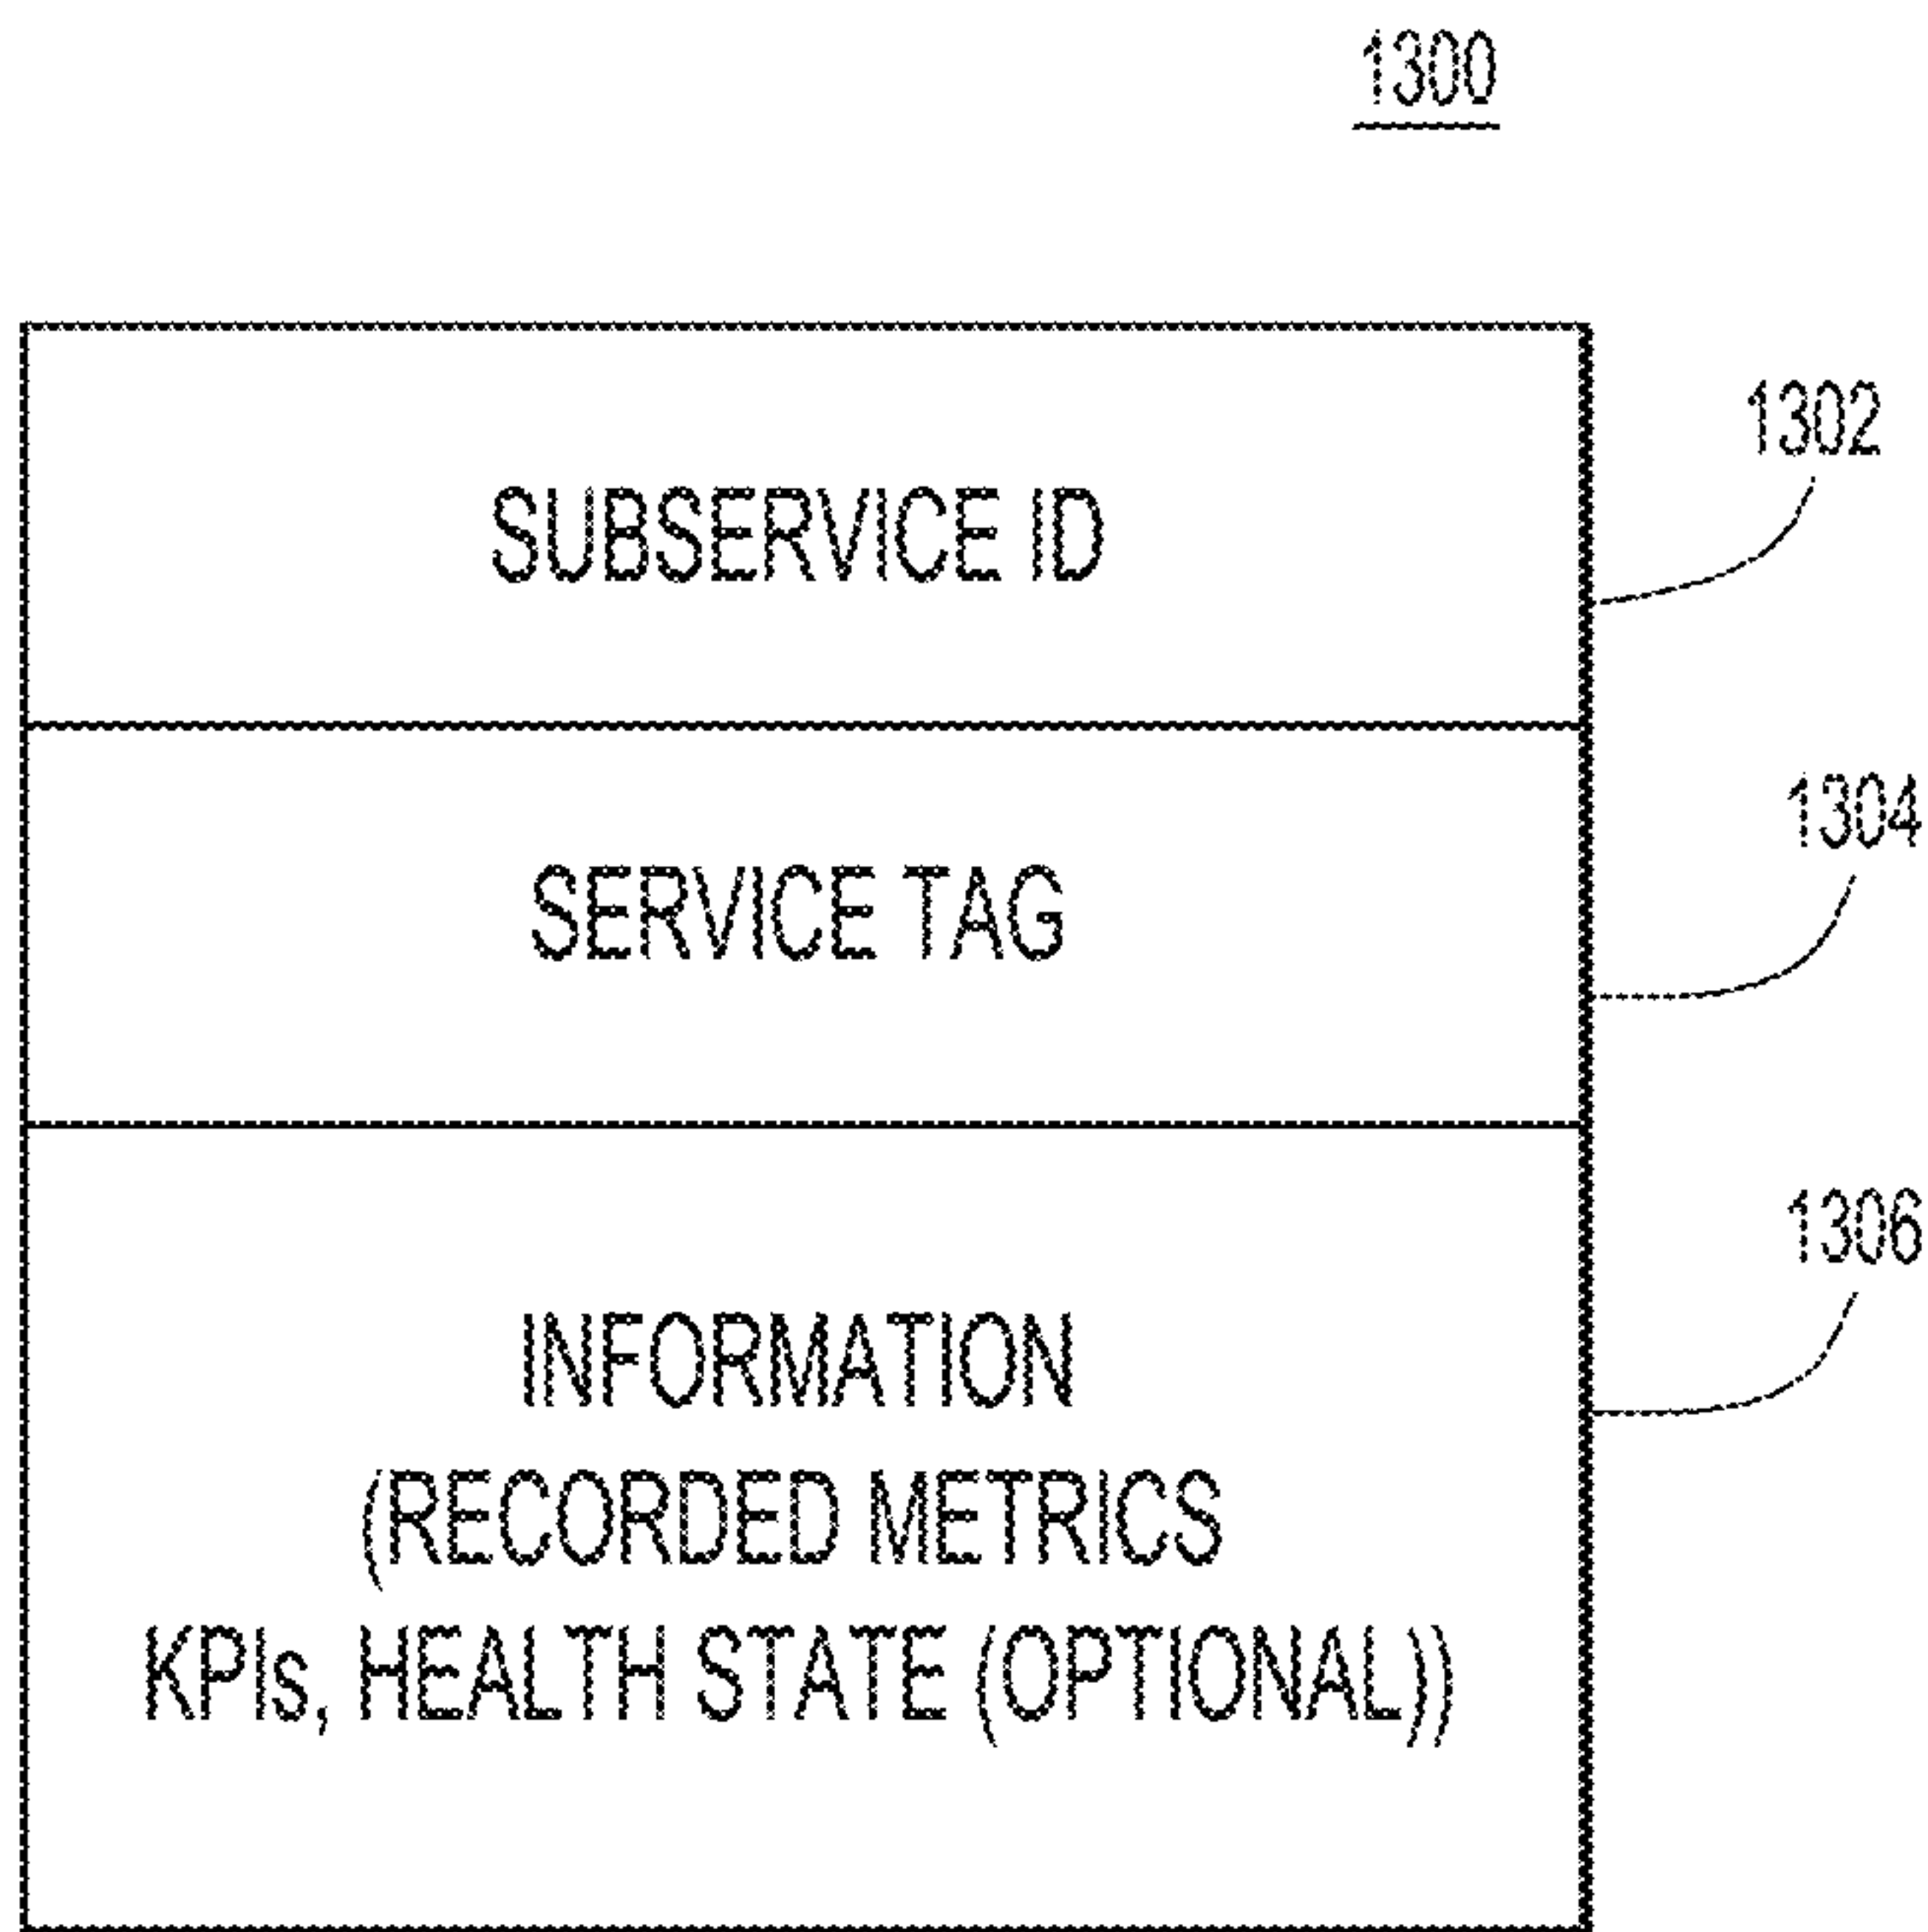 1300
1302
SUBSERVICE ID
1304
SERVICE TAG
1306
INFORMATION
(RECORDED METRICS
KPIs, HEALTH STATE (OPTIONAL))